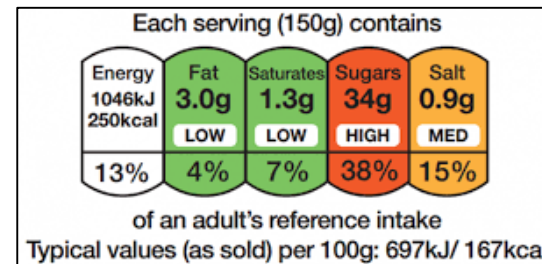 Each serving (150g) contains
Energy Fat Saturates Sugars Salt
1046kJ 3.0g 1.3g 34g 0.9g
250kcal
LOW LOW HIGH MED
13% 4% 7% 38% 15%
of an adult's reference intake
Typical values (as sold) per 100g: 697kJ/ 167kca